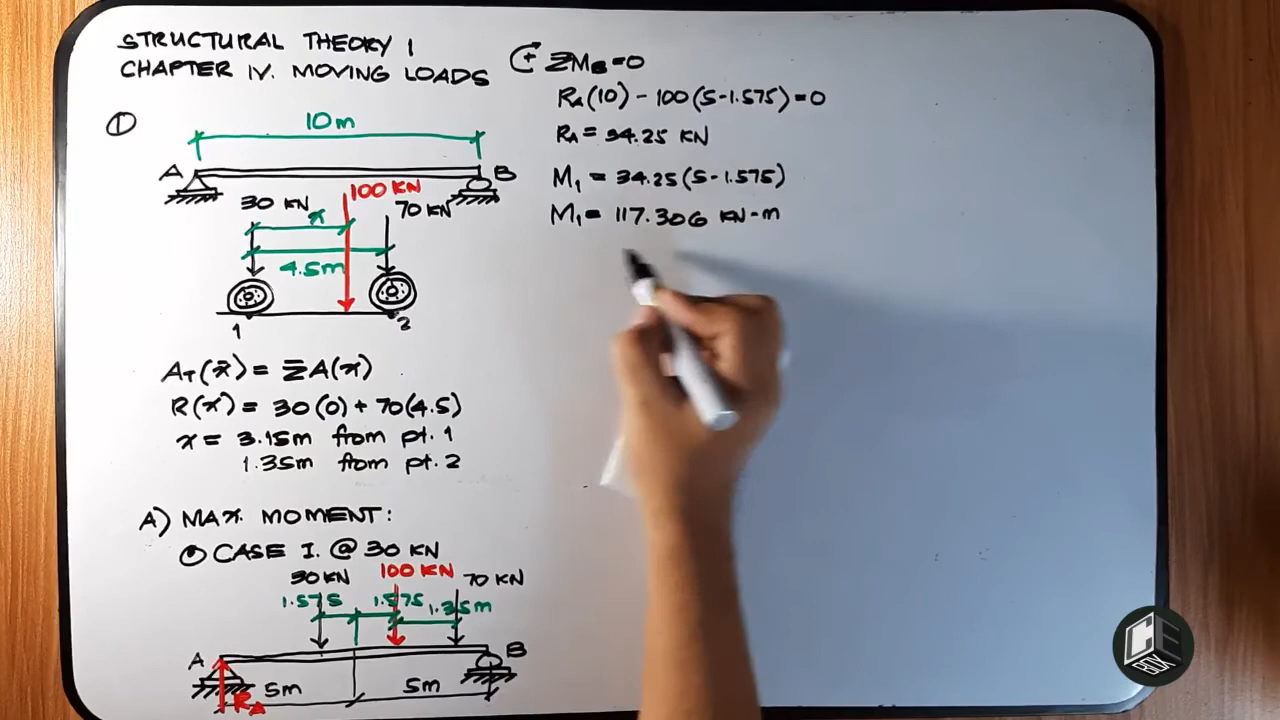 STRUCTURAL THEORY I
CHAPTER IV. MOVING LOADS
①
10m
A
B
30 KN
100 KN
70 KN
x
4.5m
1
2
AT(x̄) = ΣA(x)
R(x) = 30(0) + 70(4.5)
x = 3.15m from pt. 1
1.35m from pt. 2
A) MAX. MOMENT:
CASE I. @ 30 KN
30 KN
100 KN
70 KN
1.575
1.575
1.35m
A
B
5m
5m
RA
+ ΣMB=0
RA(10) - 100(5-1.575)=0
RA = 34.25 KN
M1 = 34.25(5-1.575)
M1 = 117.306 KN-m
CE
BOX